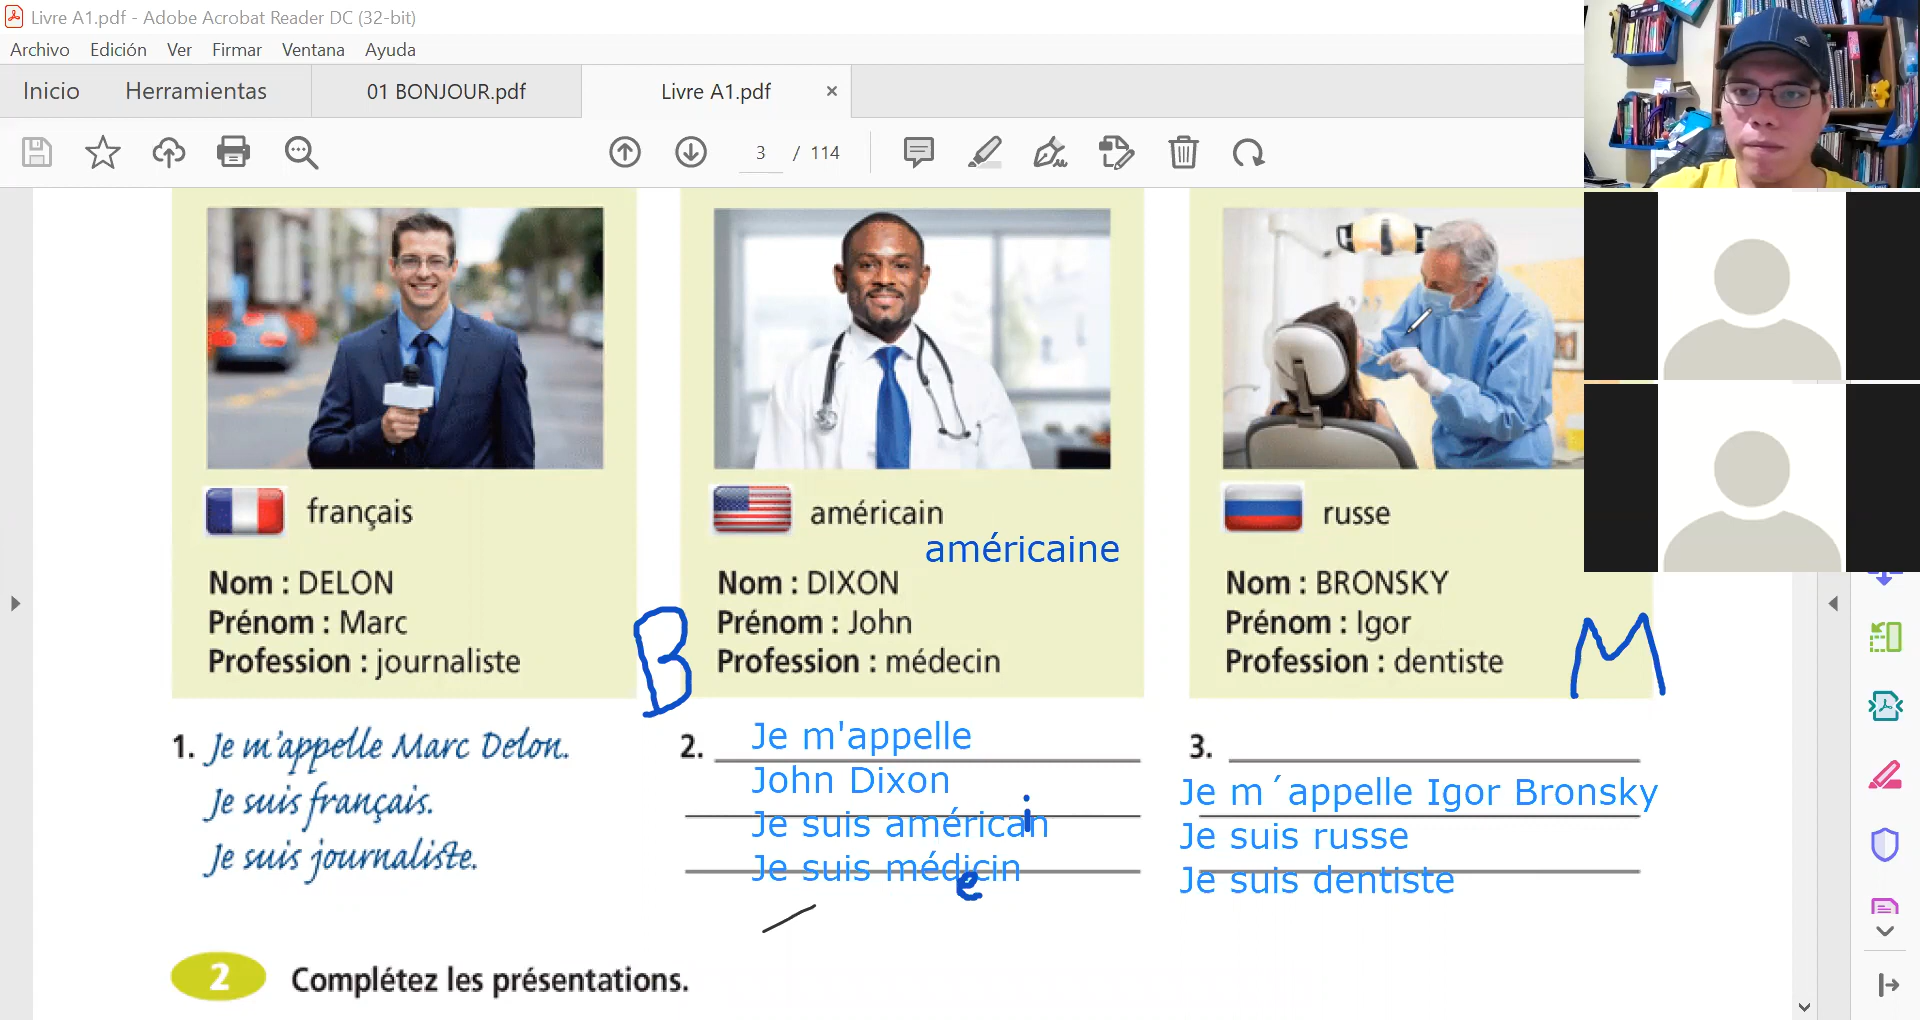 Livre A1.pdf - Adobe Acrobat Reader DC (32-bit)
Archivo Edición Ver Firmar Ventana Ayuda
Inicio Herramientas 01 BONJOUR.pdf Livre A1.pdf ×
3 / 114
français
Nom : DELON
Prénom : Marc
Profession : journaliste
américain
américaine
Nom : DIXON
Prénom : John
Profession : médecin
russe
Nom : BRONSKY
Prénom : Igor
Profession : dentiste
B
M
1. Je m'appelle Marc Delon.
Je suis français.
Je suis journaliste.
2. Je m'appelle
John Dixon
Je suis américan
i
Je suis médicin
e
3.
Je m´appelle Igor Bronsky
Je suis russe
Je suis dentiste
2 Complétez les présentations.